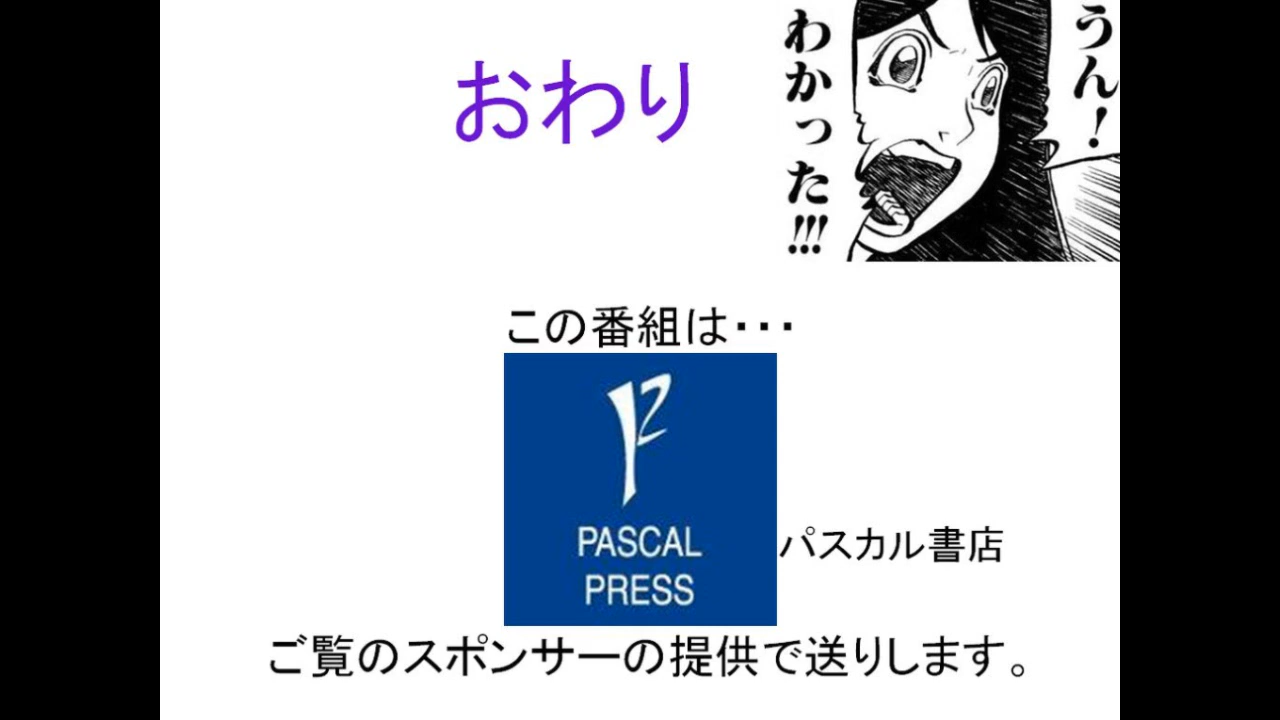 おわり
うん!
わかった!!!
この番組は・・・
PASCAL
PRESS
パスカル書店
ご覧のスポンサーの提供で送りします。